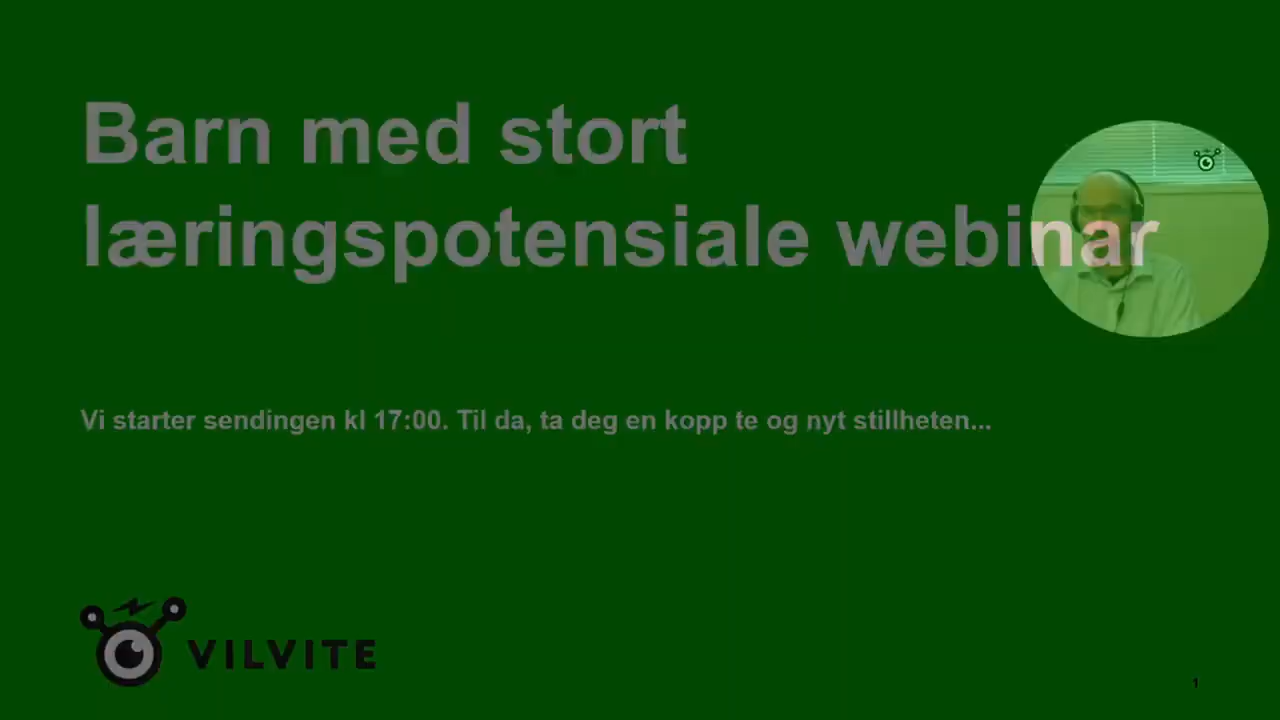 Barn med stort
læringspotensiale webinar
Vi starter sendingen kl 17:00. Til da, ta deg en kopp te og nyt stillheten...
VILVITE
1